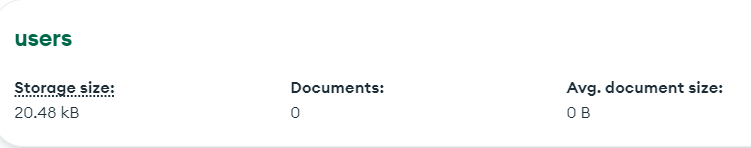 users
Storage size: Documents: Avg. document size:
20.48 kB 0 0 B